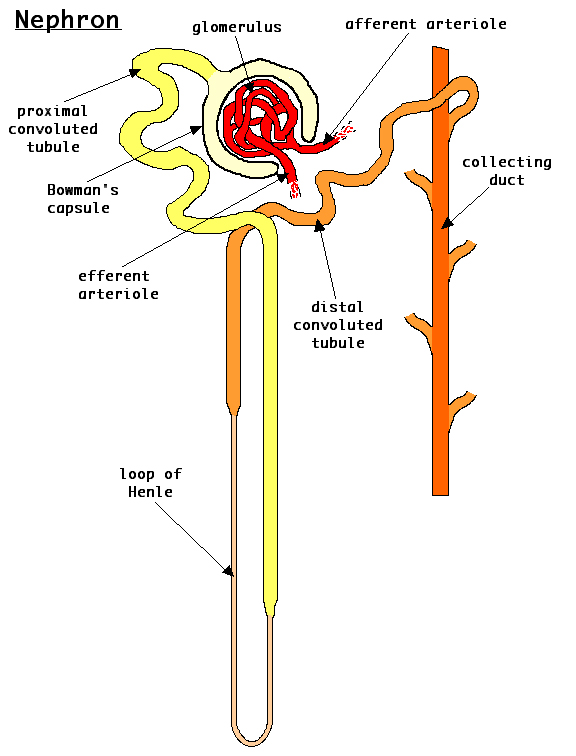 Nephron
glomerulus
afferent arteriole
proximal
convoluted
tubule
Bowman's
capsule
collecting
duct
efferent
arteriole
distal
convoluted
tubule
loop of
Henle